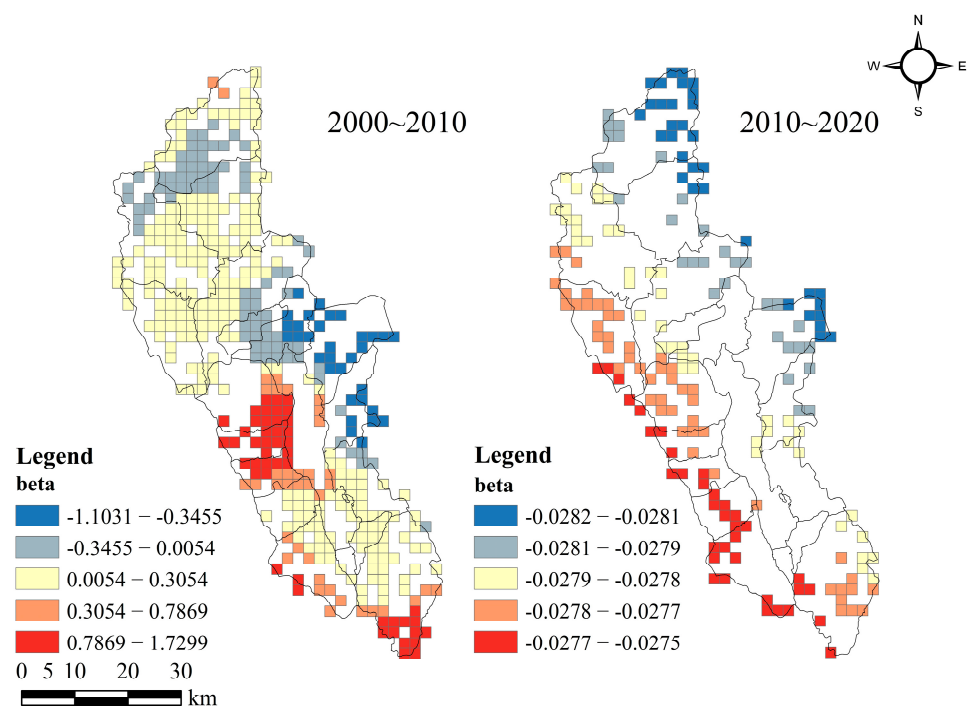 N
W E
S
2000~2010
2010~2020
Legend
beta
-1.1031 – -0.3455
-0.3455 – 0.0054
0.0054 – 0.3054
0.3054 – 0.7869
0.7869 – 1.7299
0 5 10 20 30
km
Legend
beta
-0.0282 – -0.0281
-0.0281 – -0.0279
-0.0279 – -0.0278
-0.0278 – -0.0277
-0.0277 – -0.0275